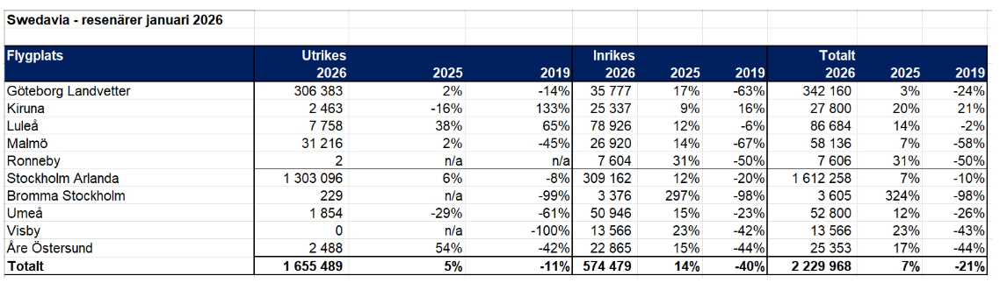 Swedavia - resenärer januari 2026
Flygplats Utrikes Inrikes Totalt
2026 2025 2019 2026 2025 2019 2026 2025 2019
Göteborg Landvetter 306 383 2% -14% 35 777 17% -63% 342 160 3% -24%
Kiruna 2 463 -16% 133% 25 337 9% 16% 27 800 20% 21%
Luleå 7 758 38% 65% 78 926 12% -6% 86 684 14% -2%
Malmö 31 216 2% -45% 26 920 14% -67% 58 136 7% -58%
Ronneby 2 n/a n/a 7 604 31% -50% 7 606 31% -50%
Stockholm Arlanda 1 303 096 6% -8% 309 162 12% -20% 1 612 258 7% -10%
Bromma Stockholm 229 n/a -99% 3 376 297% -98% 3 605 324% -98%
Umeå 1 854 -29% -61% 50 946 15% -23% 52 800 12% -26%
Visby 0 n/a -100% 13 566 23% -42% 13 566 23% -43%
Åre Östersund 2 488 54% -42% 22 865 15% -44% 25 353 17% -44%
Totalt 1 655 489 5% -11% 574 479 14% -40% 2 229 968 7% -21%